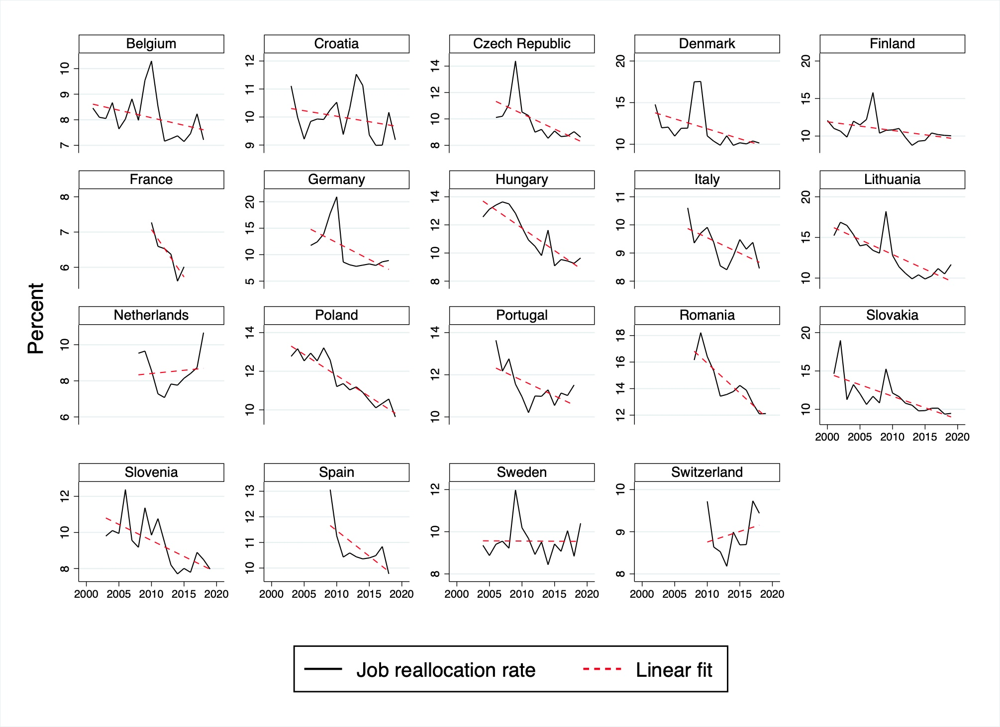 Percent
Belgium
10
9
8
7
Croatia
12
11
10
9
Czech Republic
14
12
10
8
Denmark
20
15
10
Finland
20
15
10
France
8
7
6
Germany
20
15
10
5
Hungary
14
12
10
8
Italy
11
10
9
8
Lithuania
20
15
10
Netherlands
10
8
6
Poland
14
12
10
Portugal
14
12
10
Romania
18
16
14
12
Slovakia
20
15
10
2000 2005 2010 2015 2020
Slovenia
12
10
8
2000 2005 2010 2015 2020
Spain
13
12
11
10
2000 2005 2010 2015 2020
Sweden
12
10
8
2000 2005 2010 2015 2020
Switzerland
10
9
8
2000 2005 2010 2015 2020
Job reallocation rate Linear fit